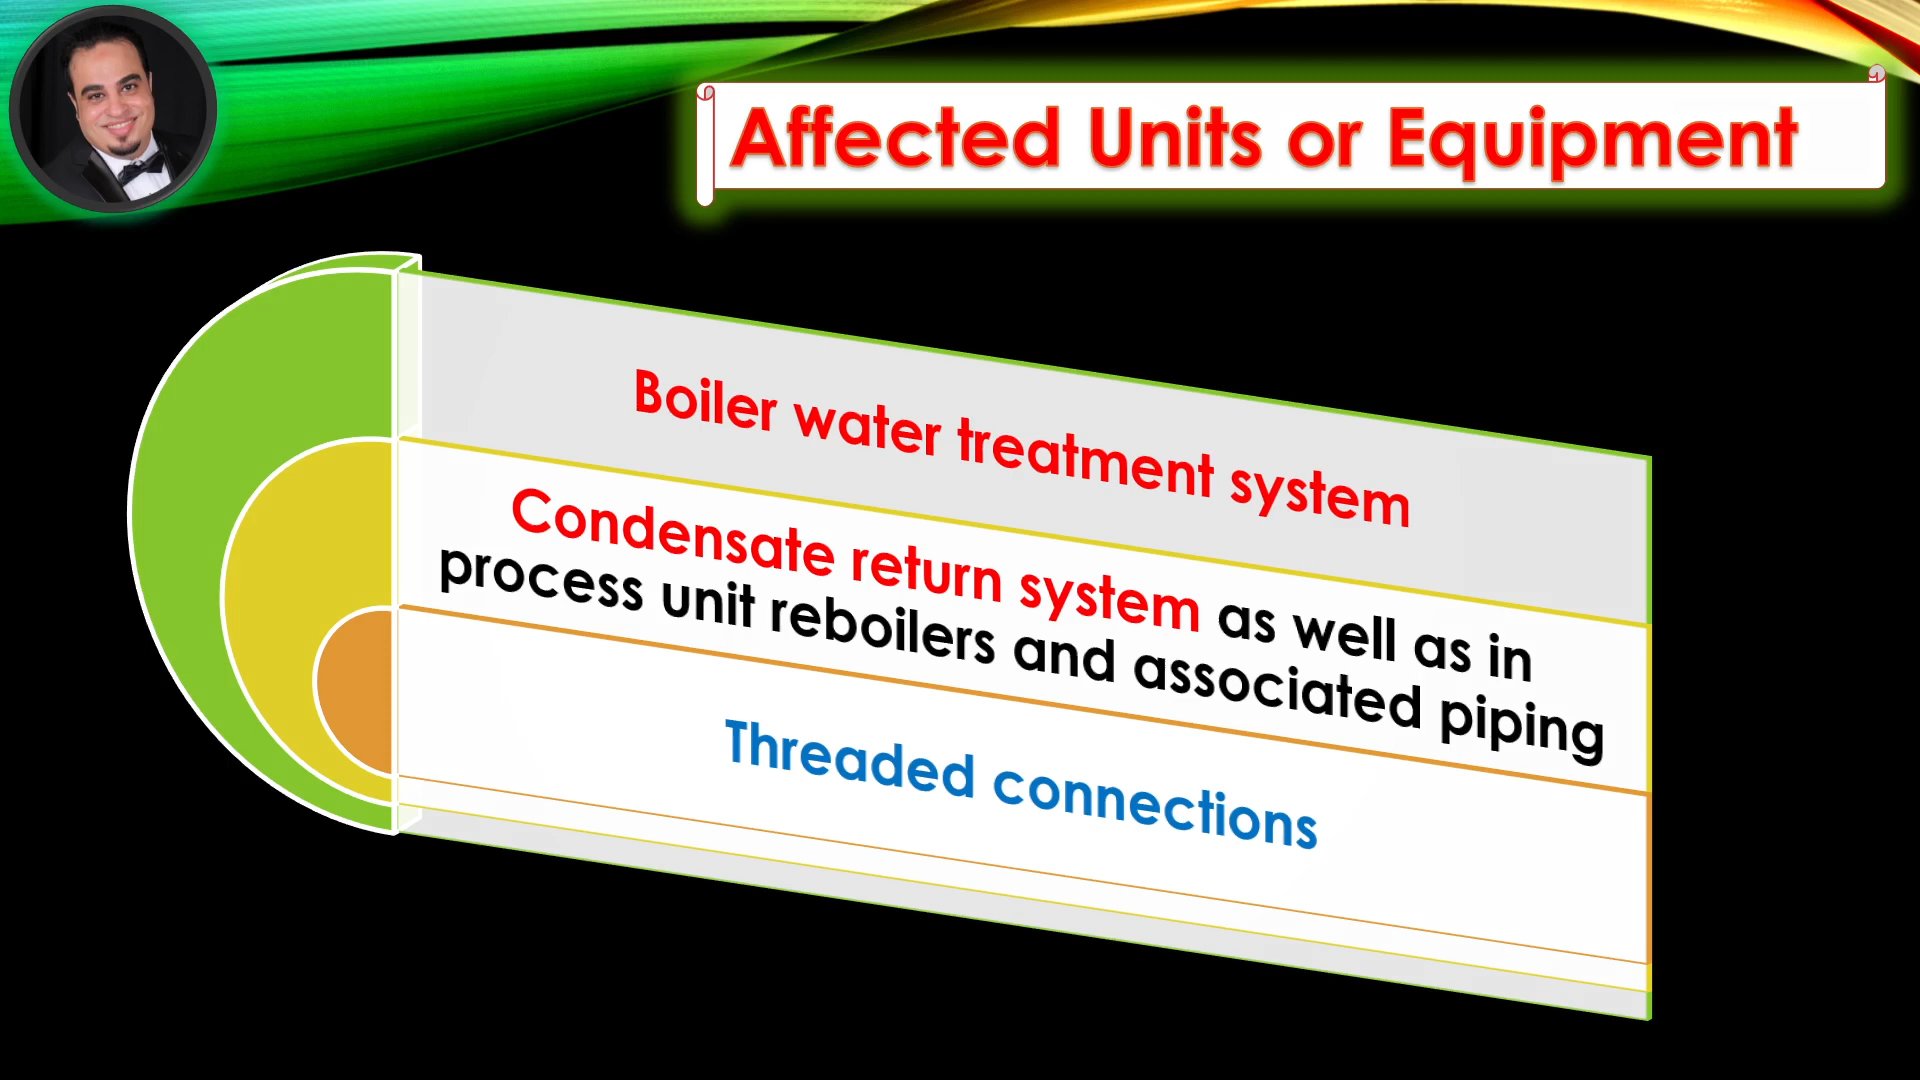 Affected Units or Equipment
Boiler water treatment system
Condensate return system as well as in
process unit reboilers and associated piping
Threaded connections